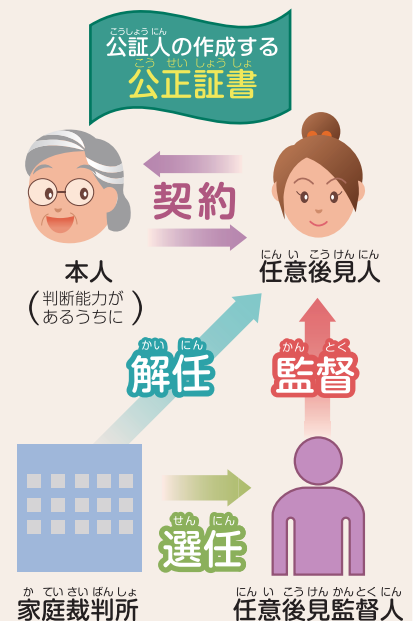 こうしょうにん
公証人の作成する
こうせいしょうしょ
公正証書
契約
本人
(判断能力が
あるうちに)
にんいこうけんにん
任意後見人
かいにん
解任
かんとく
監督
せんにん
選任
かていさいばんしょ
家庭裁判所
にんいこうけんかんとくにん
任意後見監督人